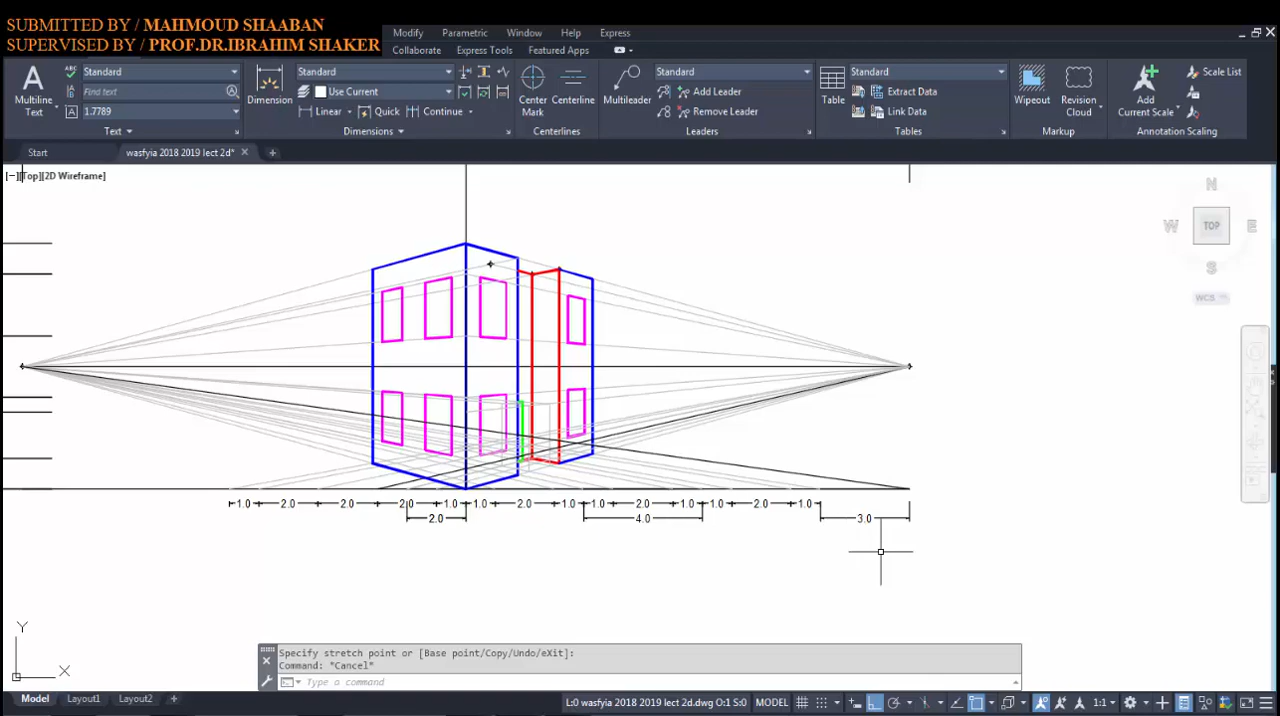 SUBMITTED BY / MAHMOUD SHAABAN
SUPERVISED BY / PROF.DR.IBRAHIM SHAKER
Modify Parametric Window Help Express
Collaborate Express Tools Featured Apps
A Multiline Text
ABC Standard
Find text
A 1.7789
Text
Dimension
Standard
Use Current
Linear Quick Continue
Dimensions
Center Mark Centerline
Centerlines
Multileader
Standard
Add Leader
Remove Leader
Leaders
Table
Standard
Extract Data
Link Data
Tables
Wipeout Revision Cloud
Markup
Add Current Scale
Scale List
Annotation Scaling
Start wasfyia 2018 2019 lect 2d*
[−][Top][2D Wireframe]
N
W TOP E
S
WCS
1.0 2.0 2.0 2.0 1.0 1.0 2.0 1.0 1.0 2.0 1.0 1.0 2.0 1.0
2.0 4.0 3.0
Y
X
Specify stretch point or [Base point/Copy/Undo/eXit]:
Command: *Cancel*
Type a command
Model Layout1 Layout2 + L:0 wasfyia 2018 2019 lect 2d.dwg O:1 S:0 MODEL 1:1